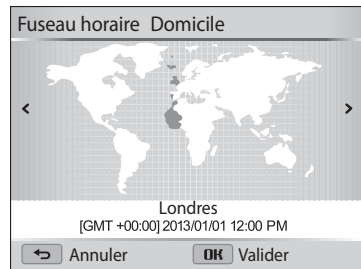 Fuseau horaire Domicile
Londres
[GMT +00:00] 2013/01/01 12:00 PM
Annuler OK Valider